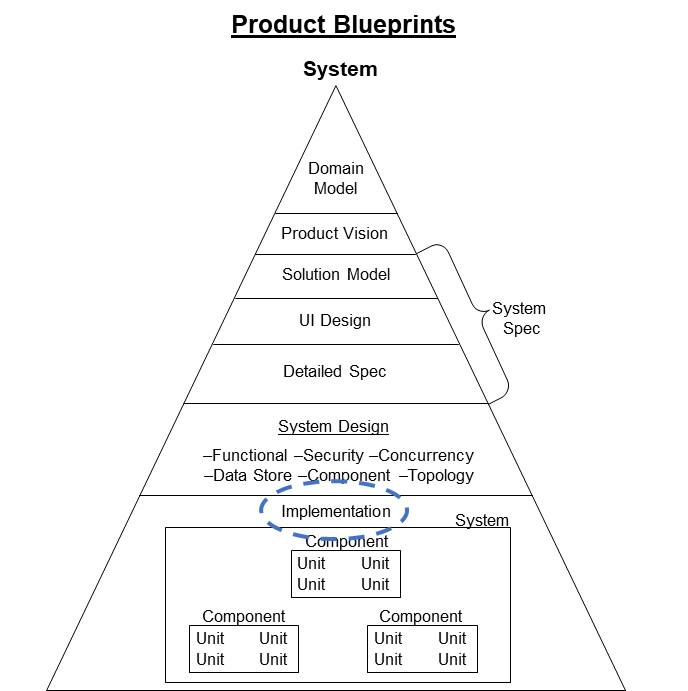 Product Blueprints
System
Domain
Model
Product Vision
Solution Model
UI Design
System
Spec
Detailed Spec
System Design
–Functional –Security –Concurrency
–Data Store –Component –Topology
Implementation
System
Component
Unit Unit
Unit Unit
Component Component
Unit Unit Unit Unit
Unit Unit Unit Unit